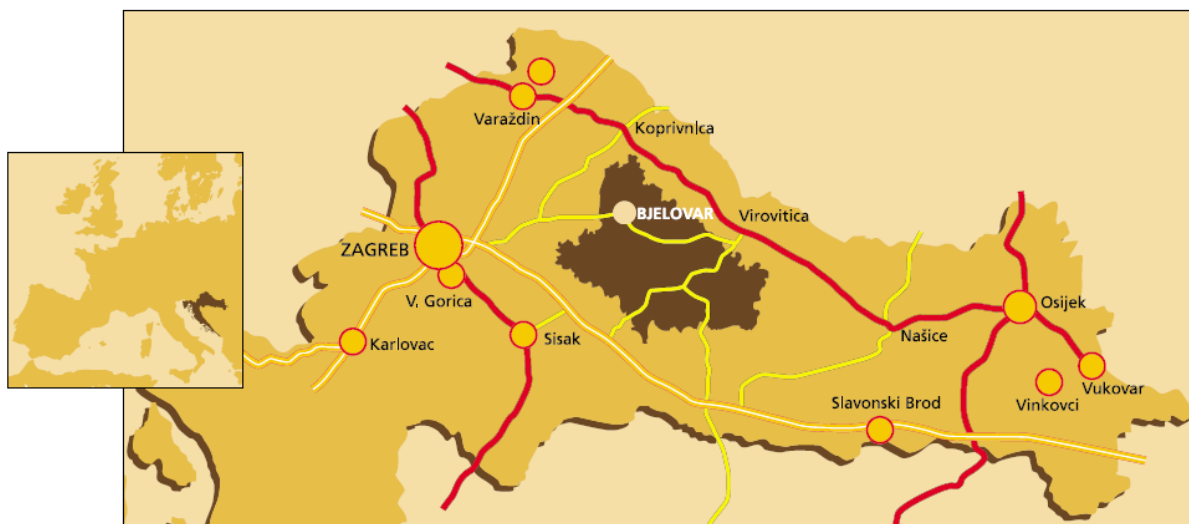 Varaždin
Koprivnica
BJELOVAR
Virovitica
ZAGREB
V. Gorica
Osijek
Sisak
Našice
Karlovac
Vukovar
Vinkovci
Slavonski Brod